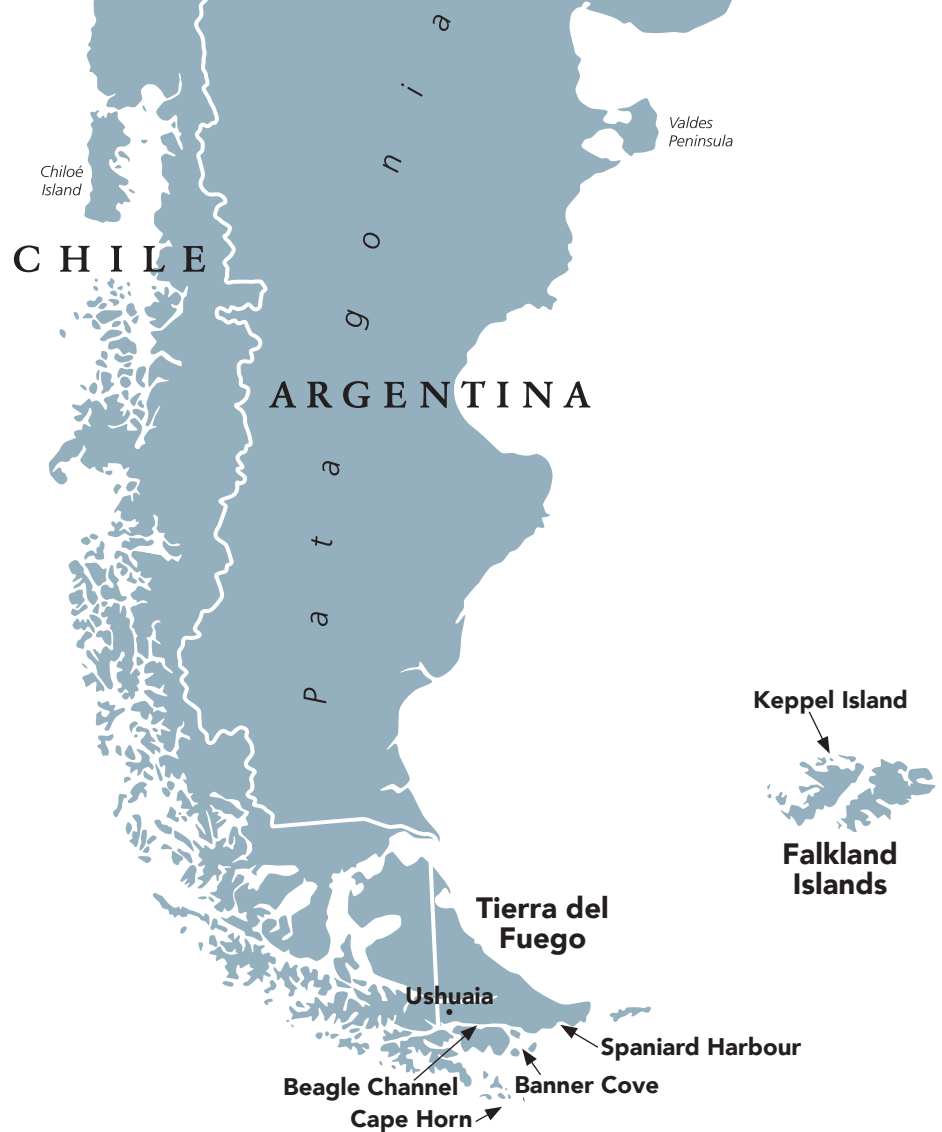 Patagonia
Valdes
Peninsula
Chiloé
Island
CHILE
ARGENTINA
Keppel Island
Falkland
Islands
Tierra del
Fuego
Ushuaia
Spaniard Harbour
Beagle Channel
Banner Cove
Cape Horn